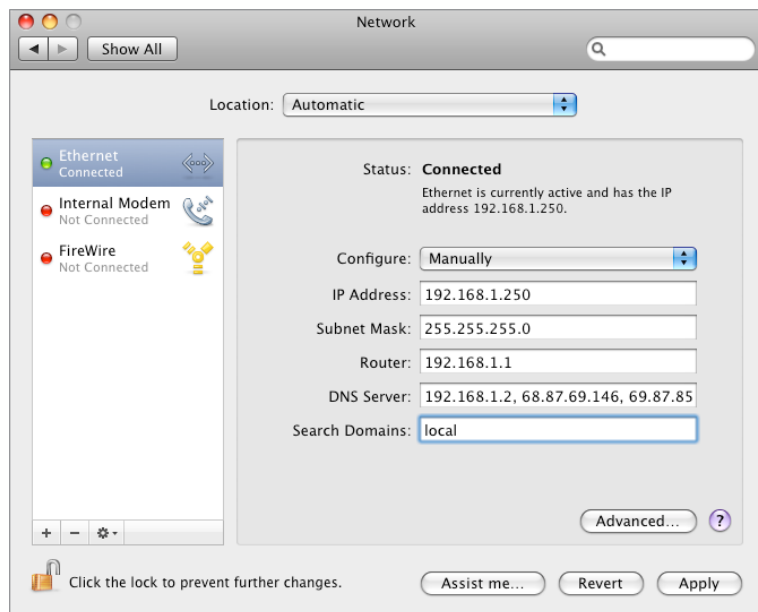 Network
Show All
Location: Automatic
Ethernet
Connected
Internal Modem
Not Connected
FireWire
Not Connected
Status: Connected
Ethernet is currently active and has the IP
address 192.168.1.250.
Configure: Manually
IP Address: 192.168.1.250
Subnet Mask: 255.255.255.0
Router: 192.168.1.1
DNS Server: 192.168.1.2, 68.87.69.146, 69.87.85
Search Domains: local
Advanced... ?
+ −
Click the lock to prevent further changes.
Assist me... Revert Apply